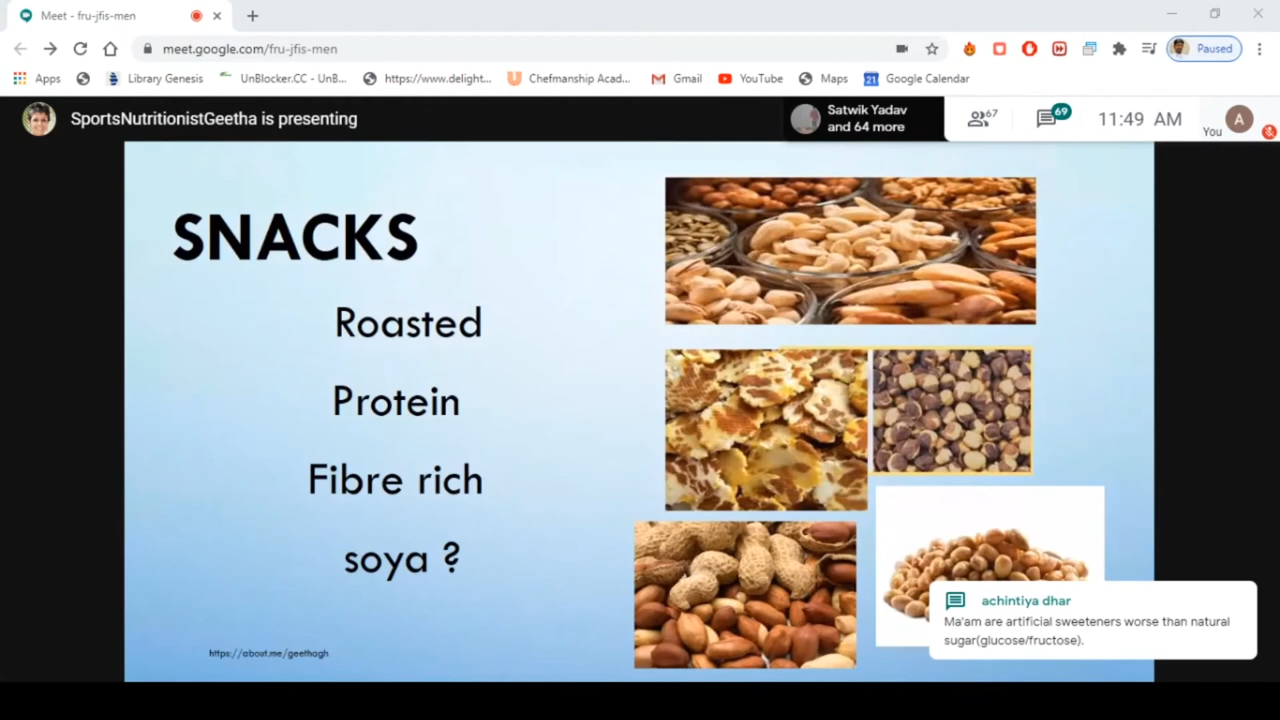 Meet - fru-jfis-men
meet.google.com/fru-jfis-men
Paused
Apps
Library Genesis
UnBlocker.CC - UnB...
https://www.delight...
Chefmanship Acad...
Gmail
YouTube
Maps
21
Google Calendar
SportsNutritionistGeetha is presenting
Satwik Yadav
and 64 more
67
69
11:49 AM
You
A
SNACKS
Roasted
Protein
Fibre rich
soya ?
https://about.me/geethagh
achintiya dhar
Ma'am are artificial sweeteners worse than natural
sugar(glucose/fructose).